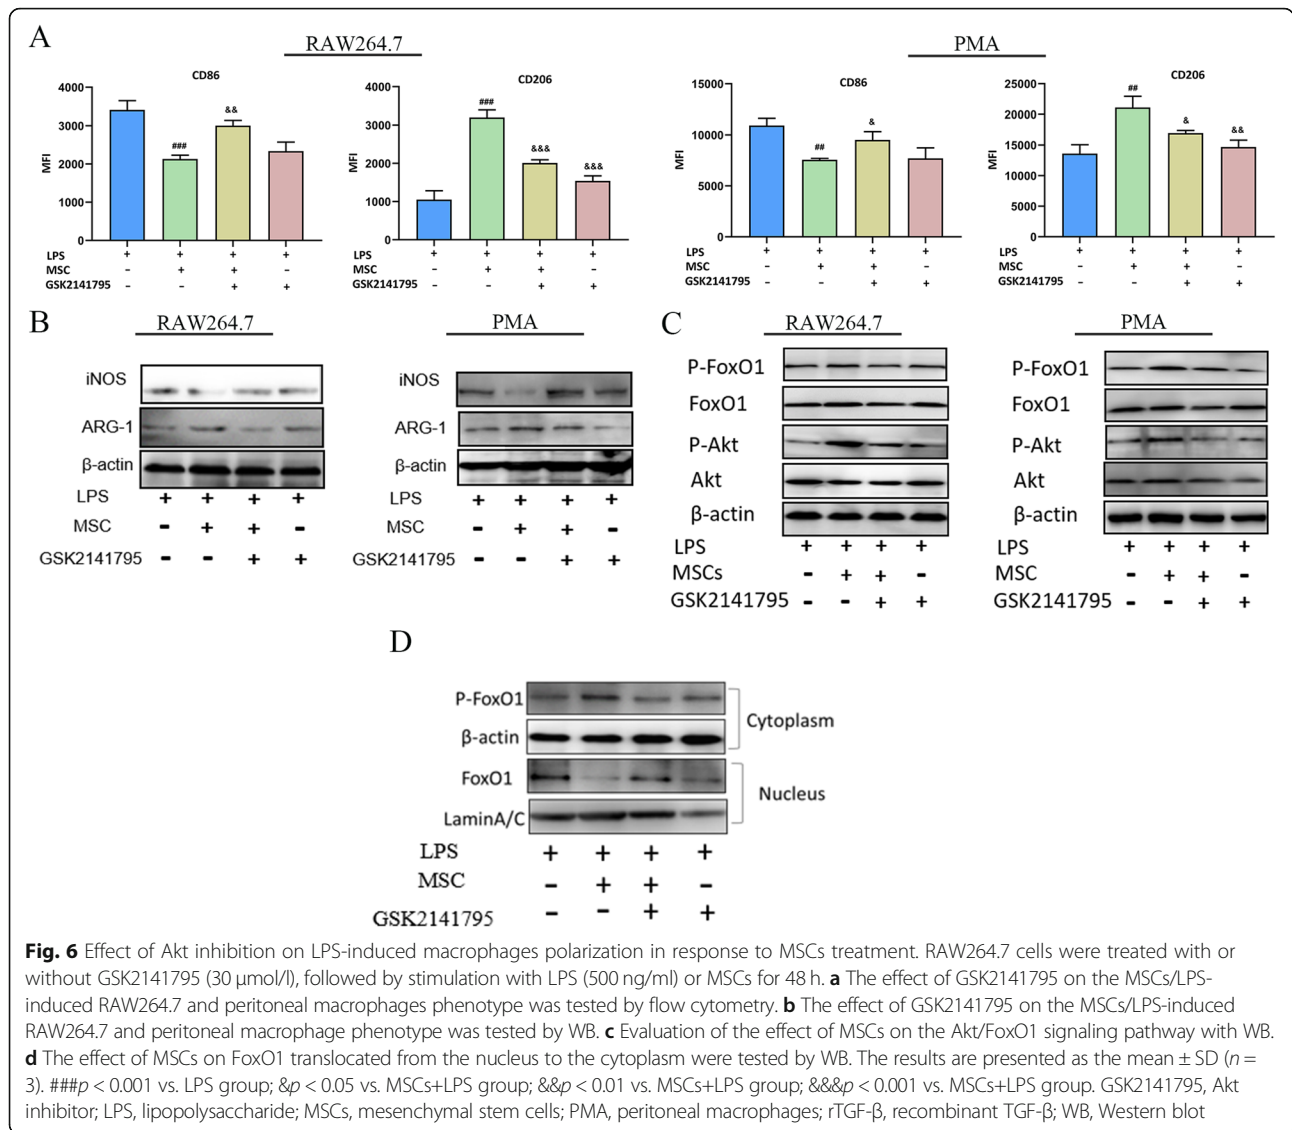 A
RAW264.7
PMA
CD86
MFI
4000
3000
2000
1000
0
###
&&
LPS + + + +
MSC - + + -
GSK2141795 - - + +
CD206
MFI
4000
3000
2000
1000
0
###
&&&
&&&
LPS + + + +
MSC - + + -
GSK2141795 - - + +
CD86
MFI
15000
10000
5000
0
##
&
LPS + + + +
MSC - + + -
GSK2141795 - - + +
CD206
MFI
25000
20000
15000
10000
5000
0
##
&
&&
LPS + + + +
MSC - + + -
GSK2141795 - - + +
B
RAW264.7
iNOS
ARG-1
β-actin
LPS + + + +
MSC - + + -
GSK2141795 - - + +
PMA
iNOS
ARG-1
β-actin
LPS + + + +
MSC - + + -
GSK2141795 - - + +
C
RAW264.7
P-FoxO1
FoxO1
P-Akt
Akt
β-actin
LPS + + + +
MSCs - + + -
GSK2141795 - - + +
PMA
P-FoxO1
FoxO1
P-Akt
Akt
β-actin
LPS + + + +
MSC - + + -
GSK2141795 - - + +
D
P-FoxO1
β-actin
Cytoplasm
FoxO1
LaminA/C
Nucleus
LPS + + + +
MSC - + + -
GSK2141795 - - + +
Fig. 6 Effect of Akt inhibition on LPS-induced macrophages polarization in response to MSCs treatment. RAW264.7 cells were treated with or
without GSK2141795 (30 μmol/l), followed by stimulation with LPS (500 ng/ml) or MSCs for 48 h. a The effect of GSK2141795 on the MSCs/LPS-
induced RAW264.7 and peritoneal macrophages phenotype was tested by flow cytometry. b The effect of GSK2141795 on the MSCs/LPS-induced
RAW264.7 and peritoneal macrophage phenotype was tested by WB. c Evaluation of the effect of MSCs on the Akt/FoxO1 signaling pathway with WB.
d The effect of MSCs on FoxO1 translocated from the nucleus to the cytoplasm were tested by WB. The results are presented as the mean ± SD (n =
3). ###p < 0.001 vs. LPS group; &p < 0.05 vs. MSCs+LPS group; &&p < 0.01 vs. MSCs+LPS group; &&&p < 0.001 vs. MSCs+LPS group. GSK2141795, Akt
inhibitor; LPS, lipopolysaccharide; MSCs, mesenchymal stem cells; PMA, peritoneal macrophages; rTGF-β, recombinant TGF-β; WB, Western blot